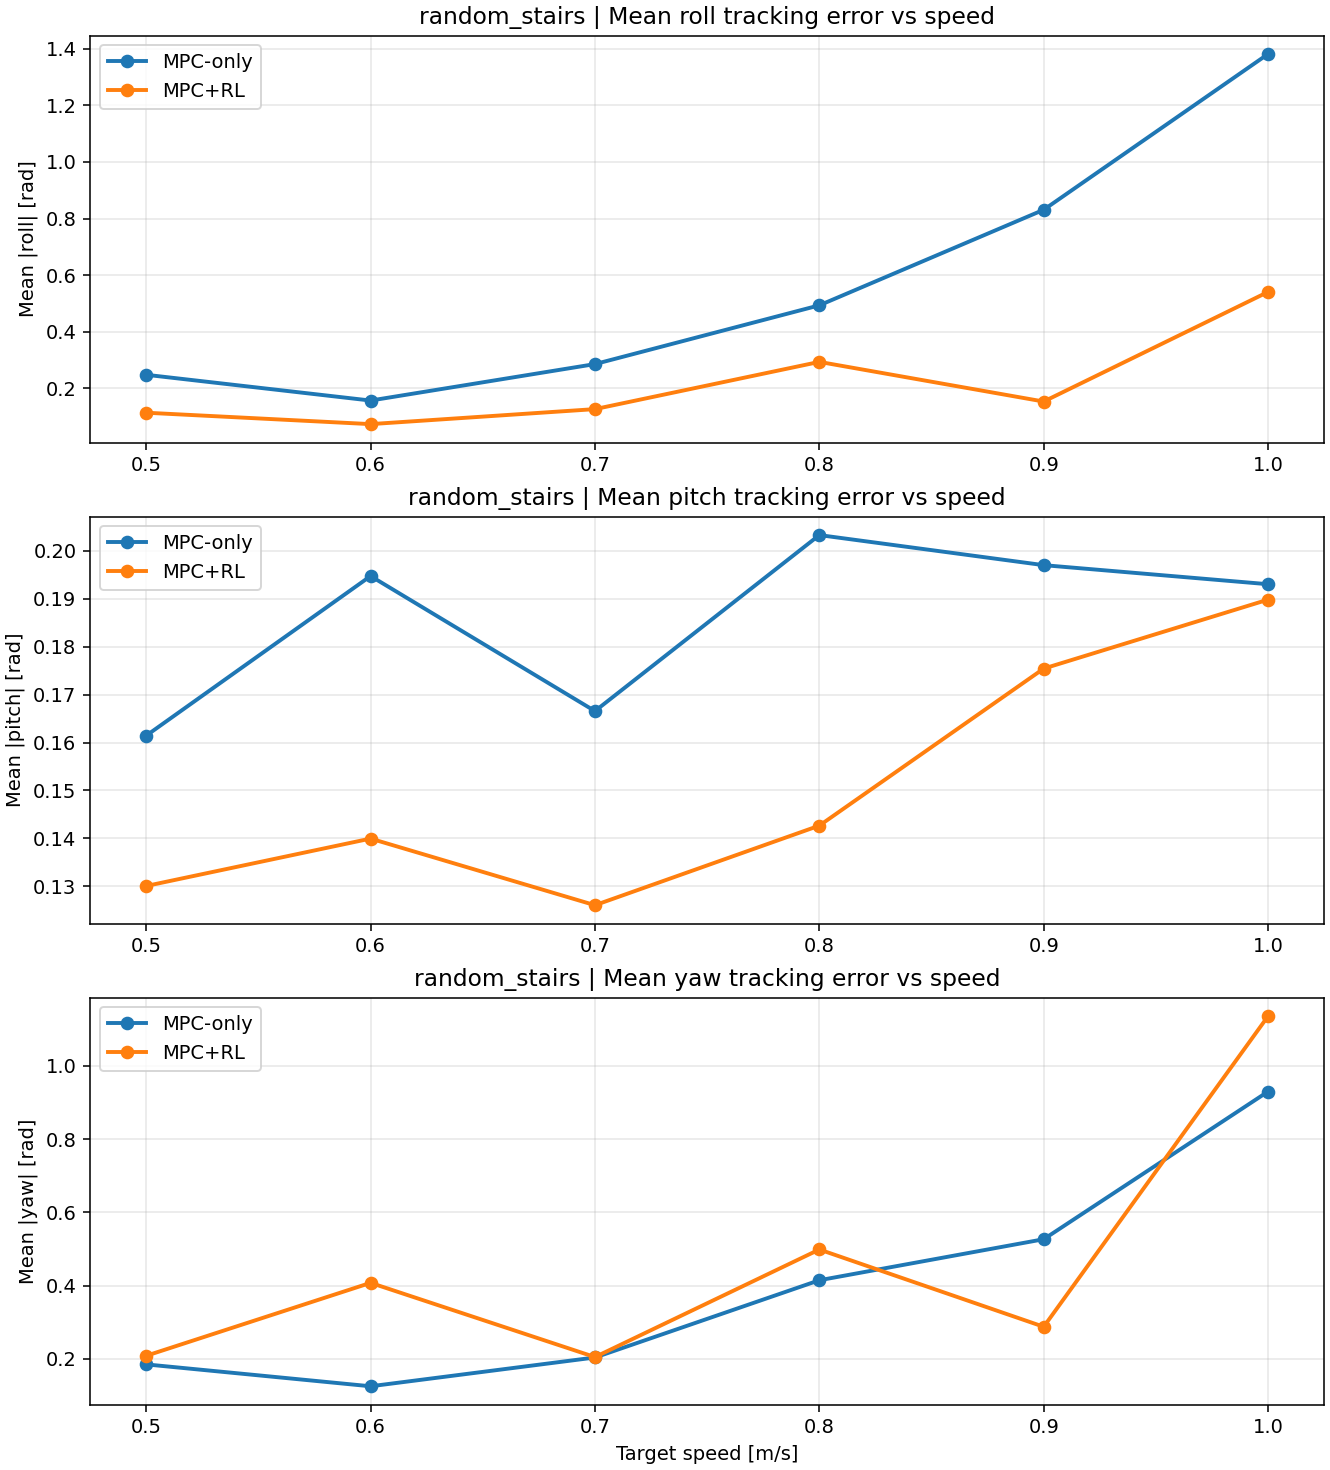 random_stairs | Mean roll tracking error vs speed
MPC-only
MPC+RL
Mean |roll| [rad]
1.4
1.2
1.0
0.8
0.6
0.4
0.2
0.5 0.6 0.7 0.8 0.9 1.0
random_stairs | Mean pitch tracking error vs speed
MPC-only
MPC+RL
Mean |pitch| [rad]
0.20
0.19
0.18
0.17
0.16
0.15
0.14
0.13
0.5 0.6 0.7 0.8 0.9 1.0
random_stairs | Mean yaw tracking error vs speed
MPC-only
MPC+RL
Mean |yaw| [rad]
1.0
0.8
0.6
0.4
0.2
0.5 0.6 0.7 0.8 0.9 1.0
Target speed [m/s]